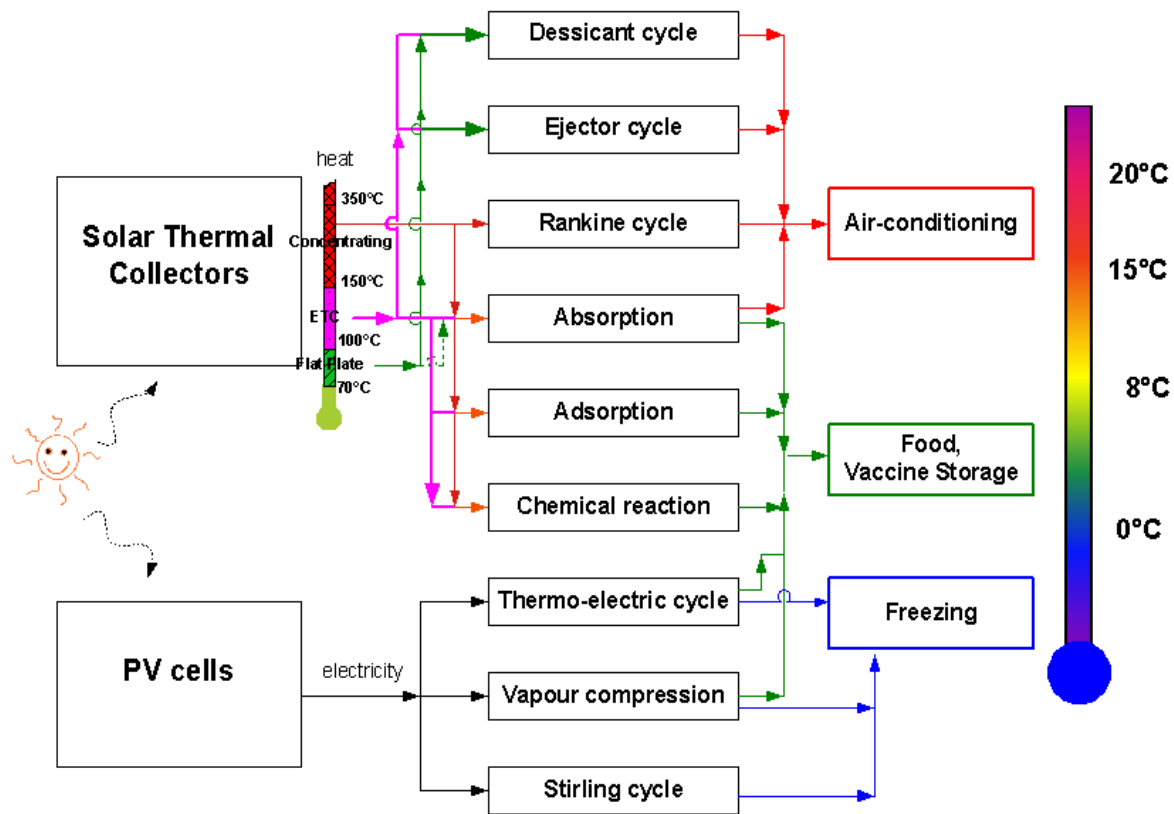 Dessicant cycle
Ejector cycle
heat
350°C
Solar Thermal
Collectors
Concentrating
150°C
ETC
100°C
Flat Plate
70°C
Rankine cycle
Absorption
Adsorption
Chemical reaction
Air-conditioning
Food,
Vaccine Storage
20°C
15°C
8°C
0°C
Thermo-electric cycle
Freezing
PV cells
electricity
Vapour compression
Stirling cycle